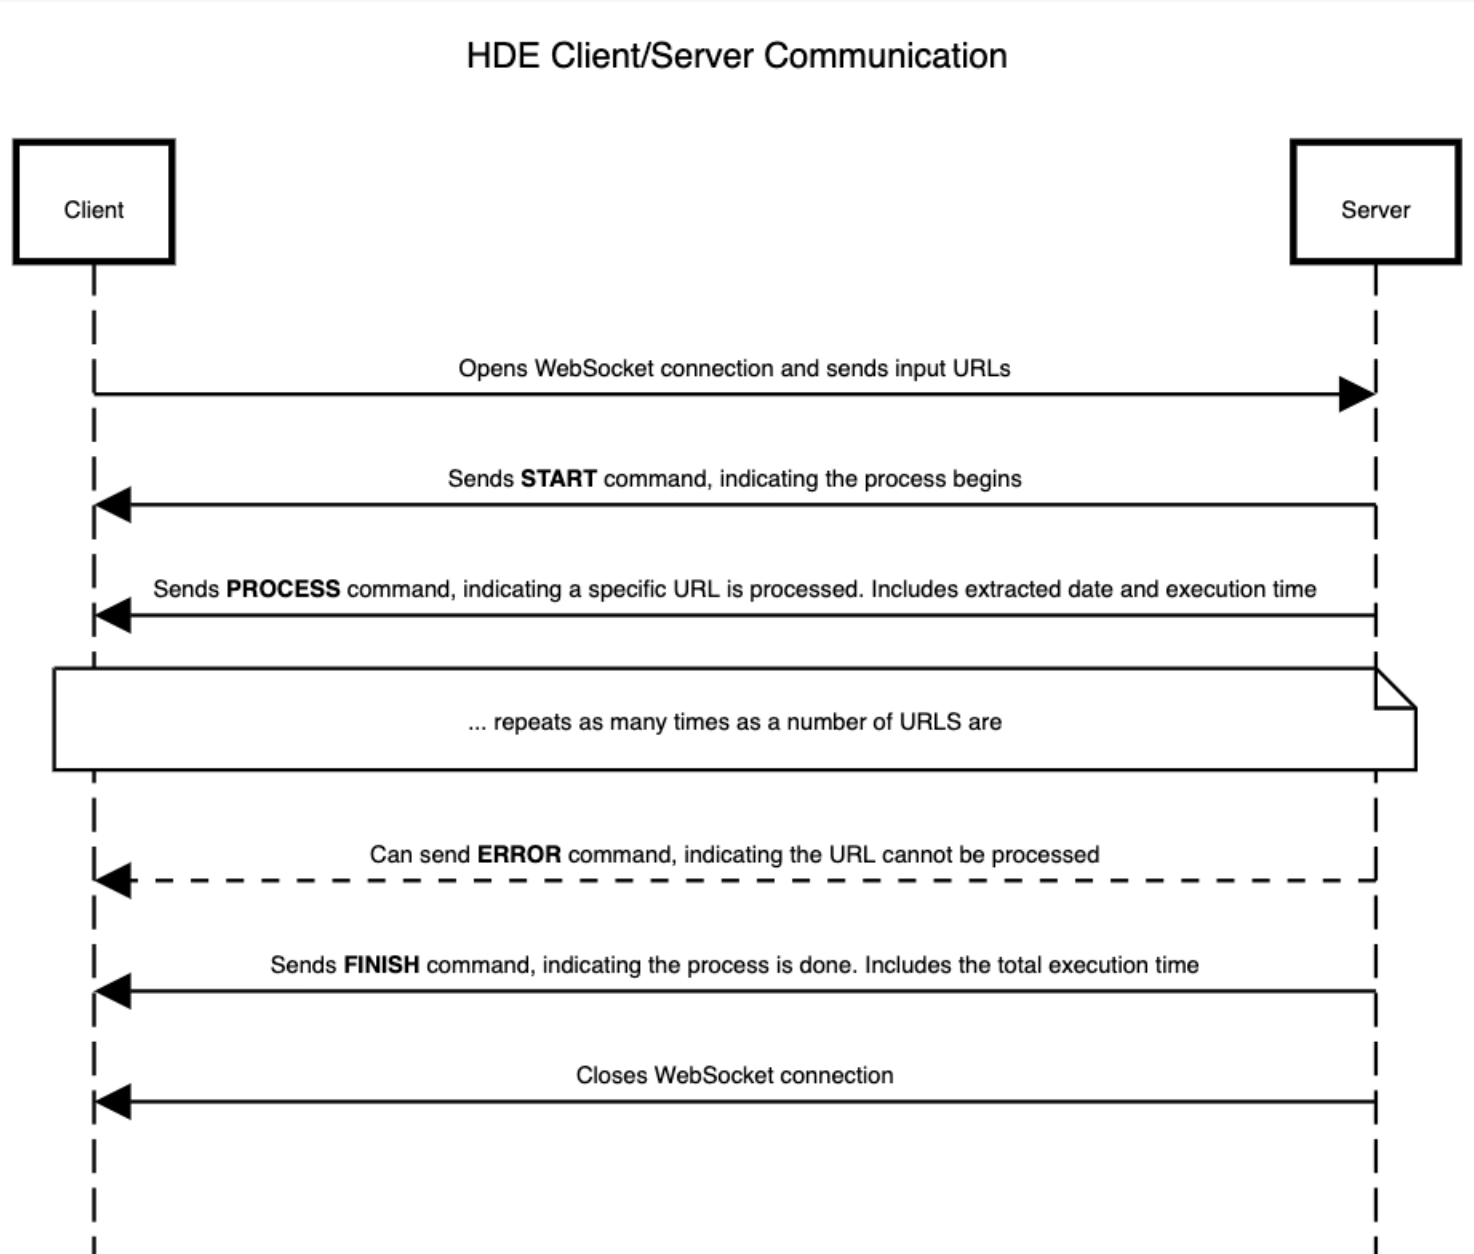 HDE Client/Server Communication
Client
Server
Opens WebSocket connection and sends input URLs
Sends START command, indicating the process begins
Sends PROCESS command, indicating a specific URL is processed. Includes extracted date and execution time
... repeats as many times as a number of URLS are
Can send ERROR command, indicating the URL cannot be processed
Sends FINISH command, indicating the process is done. Includes the total execution time
Closes WebSocket connection